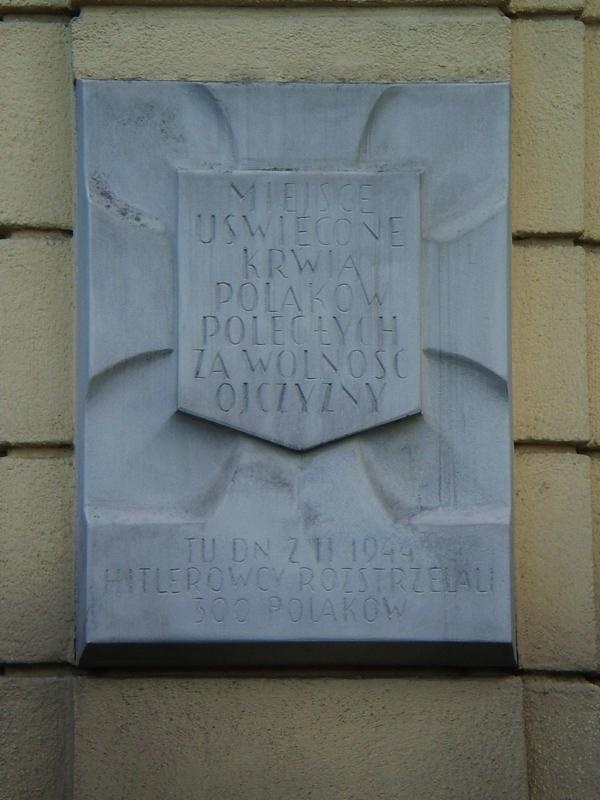 MIEJSCE
UŚWIĘCONE
KRWIĄ
POLAKÓW
POLEGŁYCH
ZA WOLNOŚĆ
OJCZYZNY
TU DN 2 II 1944
HITLEROWCY ROZSTRZELALI
300 POLAKÓW